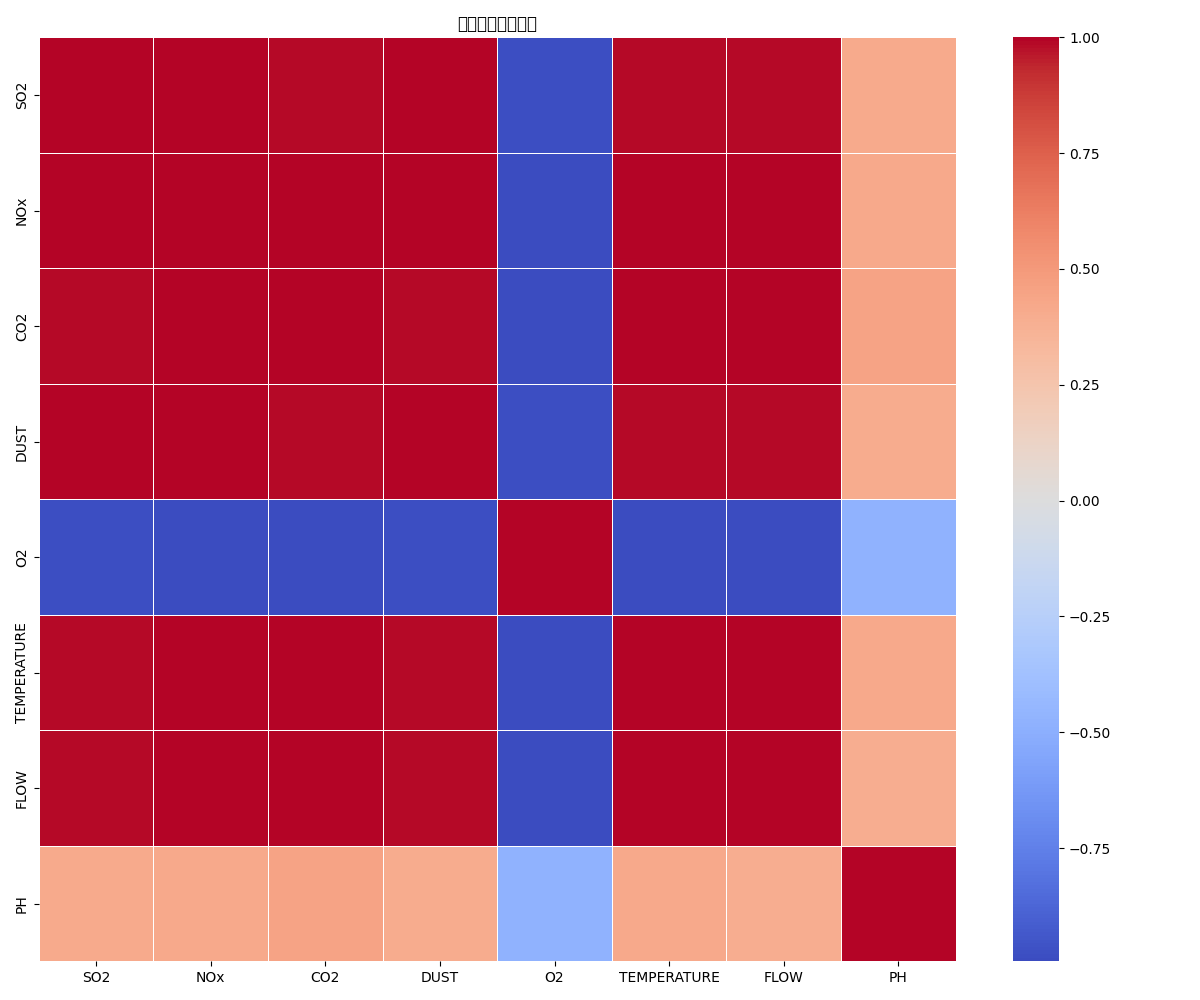 SO2
NOx
CO2
DUST
O2
TEMPERATURE
FLOW
PH
SO2
NOx
CO2
DUST
O2
TEMPERATURE
FLOW
PH
1.00
0.75
0.50
0.25
0.00
−0.25
−0.50
−0.75